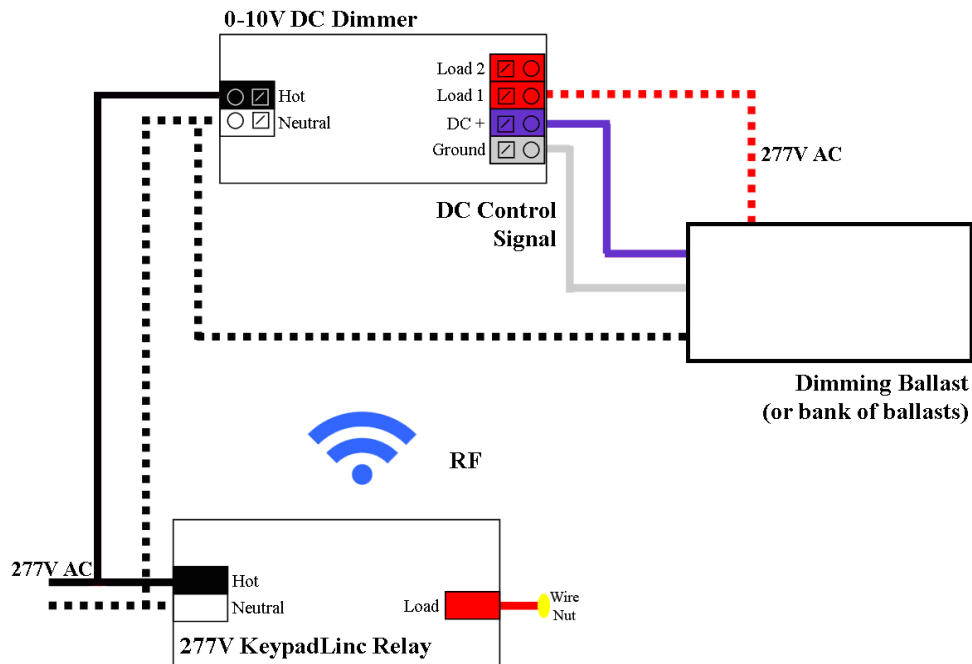 0-10V DC Dimmer
Load 2
Load 1
DC +
Ground
Hot
Neutral
277V AC
DC Control
Signal
Dimming Ballast
(or bank of ballasts)
RF
277V AC
Hot
Neutral
Load
Wire
Nut
277V KeypadLinc Relay